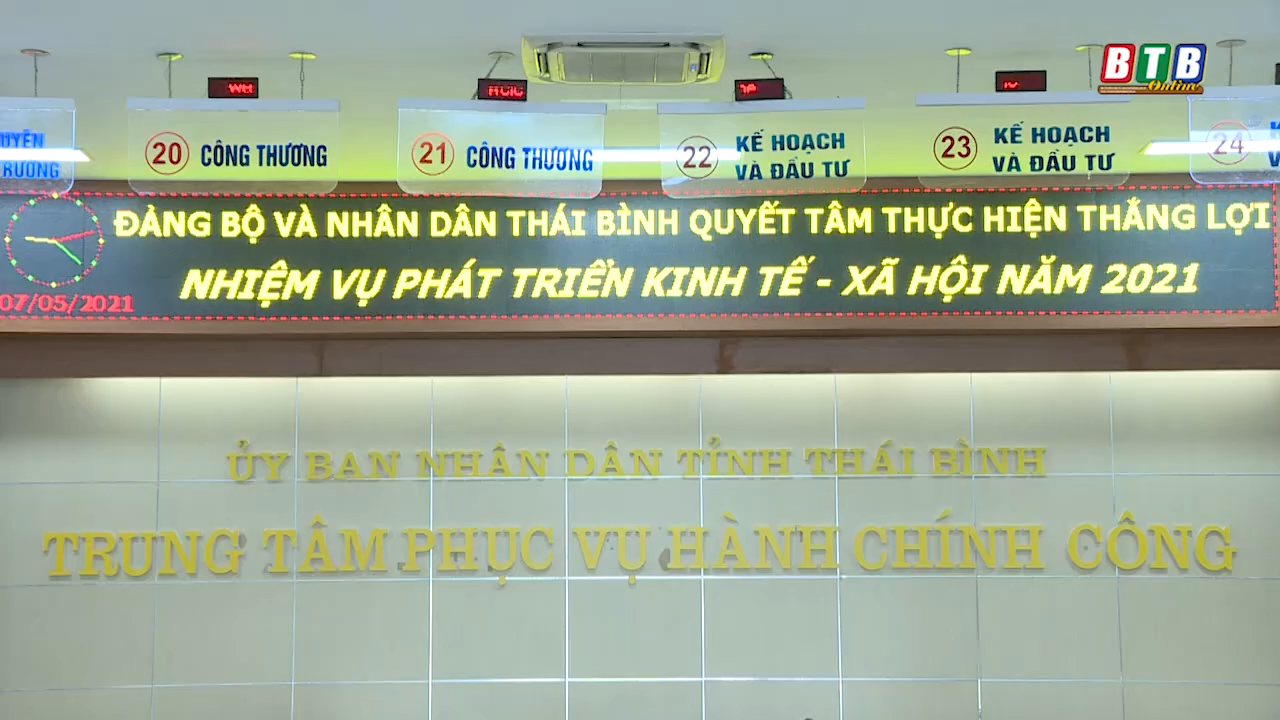 BTB
Online
20 CÔNG THƯƠNG
21 CÔNG THƯƠNG
22 KẾ HOẠCH
VÀ ĐẦU TƯ
23 KẾ HOẠCH
VÀ ĐẦU TƯ
24
ĐẢNG BỘ VÀ NHÂN DÂN THÁI BÌNH QUYẾT TÂM THỰC HIỆN THẮNG LỢI
NHIỆM VỤ PHÁT TRIỂN KINH TẾ - XÃ HỘI NĂM 2021
07/05/2021
ỦY BAN NHÂN DÂN TỈNH THÁI BÌNH
TRUNG TÂM PHỤC VỤ HÀNH CHÍNH CÔNG